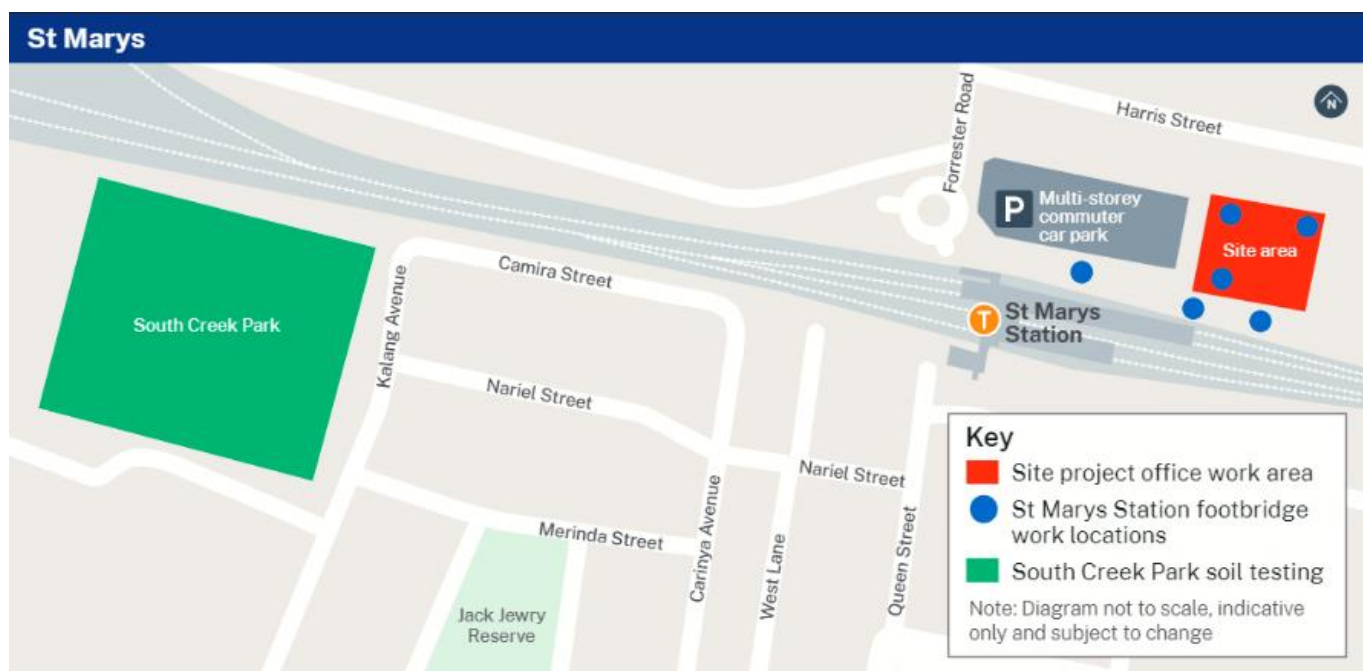 St Marys
Forrester Road
Harris Street
N
P
Multi-storey
commuter
car park
Site area
Camira Street
T
St Marys
Station
South Creek Park
Kalang Avenue
Nariel Street
Nariel Street
Merinda Street
Carinya Avenue
West Lane
Queen Street
Jack Jewry
Reserve
Key
Site project office work area
St Marys Station footbridge
work locations
South Creek Park soil testing
Note: Diagram not to scale, indicative
only and subject to change